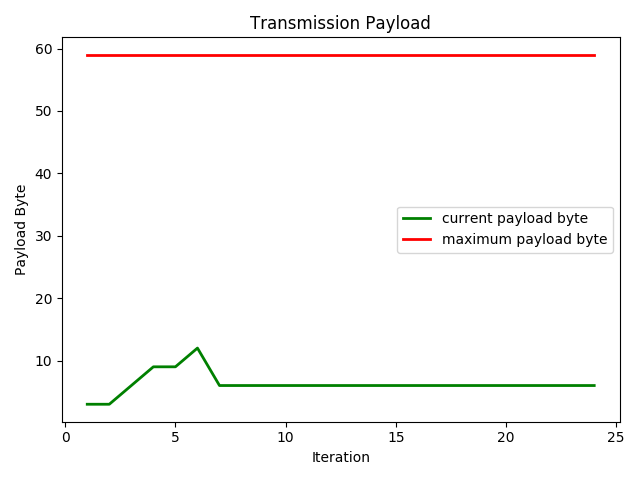 Transmission Payload
60
50
40
30
20
10
Payload Byte
current payload byte
maximum payload byte
0 5 10 15 20 25
Iteration